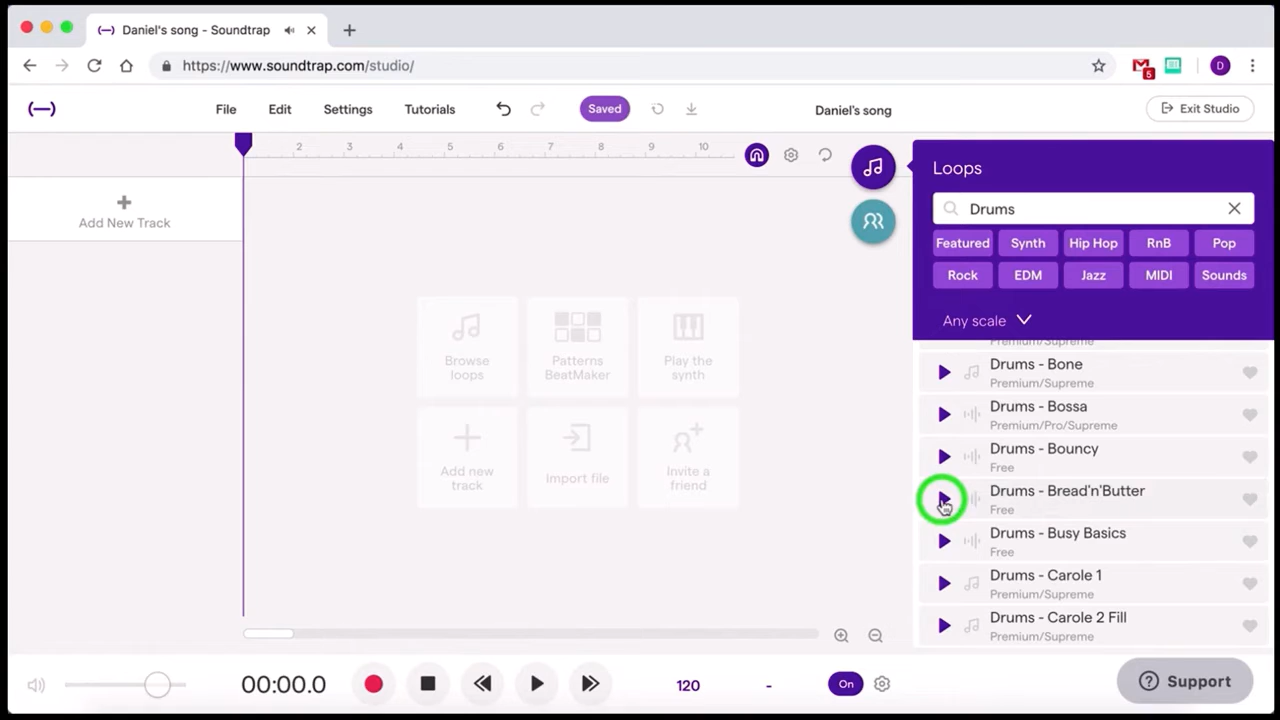 Daniel's song - Soundtrap
https://www.soundtrap.com/studio/
5
D
File Edit Settings Tutorials Saved Daniel's song Exit Studio
2 3 4 5 6 7 8 9 10
Add New Track
Loops
Drums
Featured Synth Hip Hop RnB Pop
Rock EDM Jazz MIDI Sounds
Any scale
Premium/Supreme
Drums - Bone
Premium/Supreme
Drums - Bossa
Premium/Pro/Supreme
Drums - Bouncy
Free
Drums - Bread'n'Butter
Free
Drums - Busy Basics
Free
Drums - Carole 1
Premium/Supreme
Drums - Carole 2 Fill
Premium/Supreme
Browse
loops
Patterns
BeatMaker
Play the
synth
Add new
track
Import file
Invite a
friend
00:00.0 120 - On Support